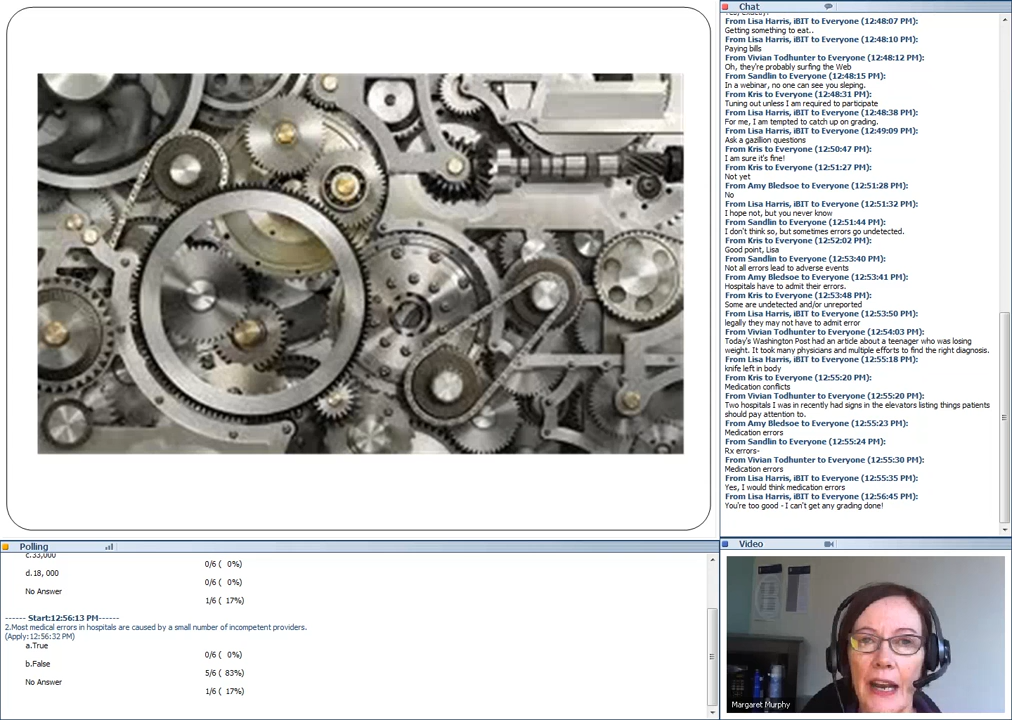 Chat
From Lisa Harris, iBIT to Everyone (12:48:07 PM):
Getting something to eat..
From Lisa Harris, iBIT to Everyone (12:48:10 PM):
Paying bills
From Vivian Todhunter to Everyone (12:48:12 PM):
Oh, they're probably surfing the Web
From Sandlin to Everyone (12:48:15 PM):
In a webinar, no one can see you sleping.
From Kris to Everyone (12:48:31 PM):
Tuning out unless I am required to participate
From Lisa Harris, iBIT to Everyone (12:48:38 PM):
For me, I am tempted to catch up on grading.
From Lisa Harris, iBIT to Everyone (12:49:09 PM):
Ask a gazillion questions
From Kris to Everyone (12:50:47 PM):
I am sure it's fine!
From Kris to Everyone (12:51:27 PM):
Not yet
From Amy Bledsoe to Everyone (12:51:28 PM):
No
From Lisa Harris, iBIT to Everyone (12:51:32 PM):
I hope not, but you never know
From Sandlin to Everyone (12:51:44 PM):
I don't think so, but sometimes errors go undetected.
From Kris to Everyone (12:52:02 PM):
Good point, Lisa
From Sandlin to Everyone (12:53:40 PM):
Not all errors lead to adverse events
From Amy Bledsoe to Everyone (12:53:41 PM):
Hospitals have to admit their errors.
From Kris to Everyone (12:53:48 PM):
Some are undetected and/or unreported
From Lisa Harris, iBIT to Everyone (12:53:50 PM):
legally they may not have to admit error
From Vivian Todhunter to Everyone (12:54:03 PM):
Today's Washington Post had an article about a teenager who was losing
weight. It took many physicians and multiple efforts to find the right diagnosis.
From Lisa Harris, iBIT to Everyone (12:55:18 PM):
knife left in body
From Kris to Everyone (12:55:20 PM):
Medication conflicts
From Vivian Todhunter to Everyone (12:55:20 PM):
Two hospitals I was in recently had signs in the elevators listing things patients
should pay attention to.
From Amy Bledsoe to Everyone (12:55:23 PM):
Medication errors
From Sandlin to Everyone (12:55:24 PM):
Rx errors-
From Vivian Todhunter to Everyone (12:55:30 PM):
Medication errors
From Lisa Harris, iBIT to Everyone (12:55:35 PM):
Yes, I would think medication errors
From Lisa Harris, iBIT to Everyone (12:56:45 PM):
You're too good - I can't get any grading done!
Polling
c.33,000
0/6 ( 0%)
d.18, 000
0/6 ( 0%)
No Answer
1/6 ( 17%)
------ Start:12:56:13 PM------
2.Most medical errors in hospitals are caused by a small number of incompetent providers.
(Apply:12:56:32 PM)
a.True
0/6 ( 0%)
b.False
5/6 ( 83%)
No Answer
1/6 ( 17%)
Video
Margaret Murphy